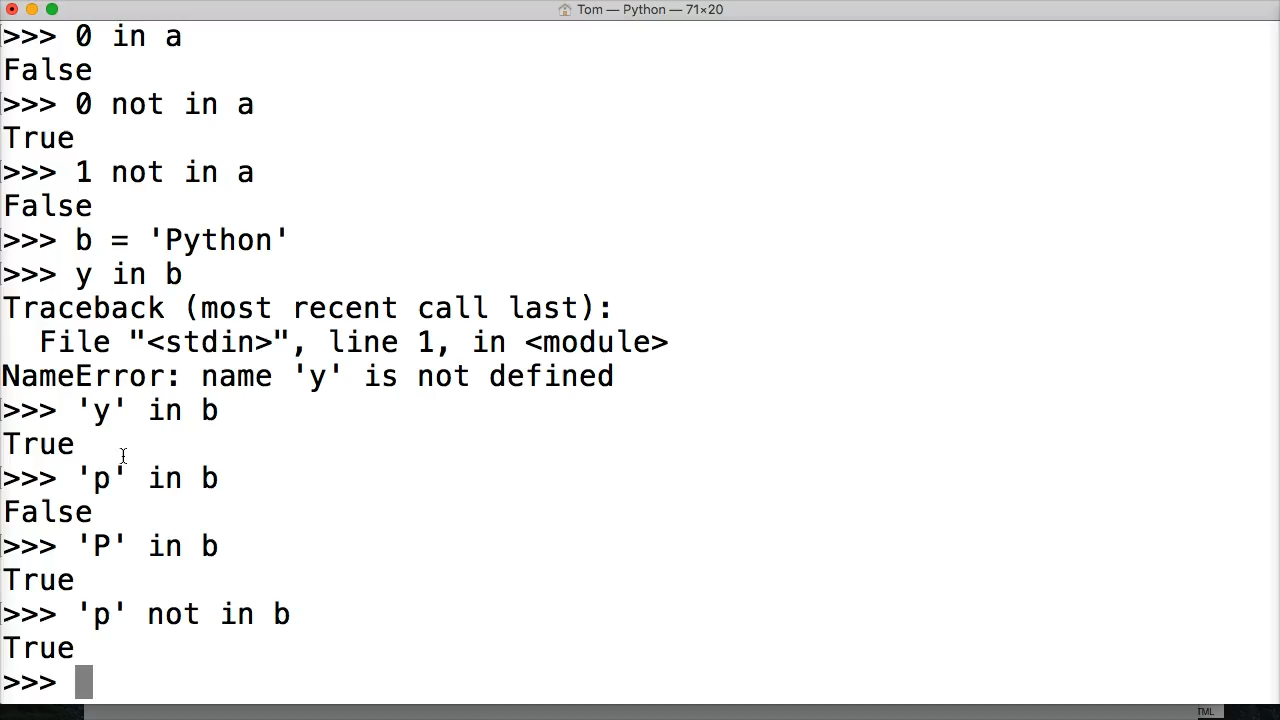 Tom — Python — 71×20
>>> 0 in a
False
>>> 0 not in a
True
>>> 1 not in a
False
>>> b = 'Python'
>>> y in b
Traceback (most recent call last):
  File "<stdin>", line 1, in <module>
NameError: name 'y' is not defined
>>> 'y' in b
True
>>> 'p' in b
False
>>> 'P' in b
True
>>> 'p' not in b
True
>>>
TML